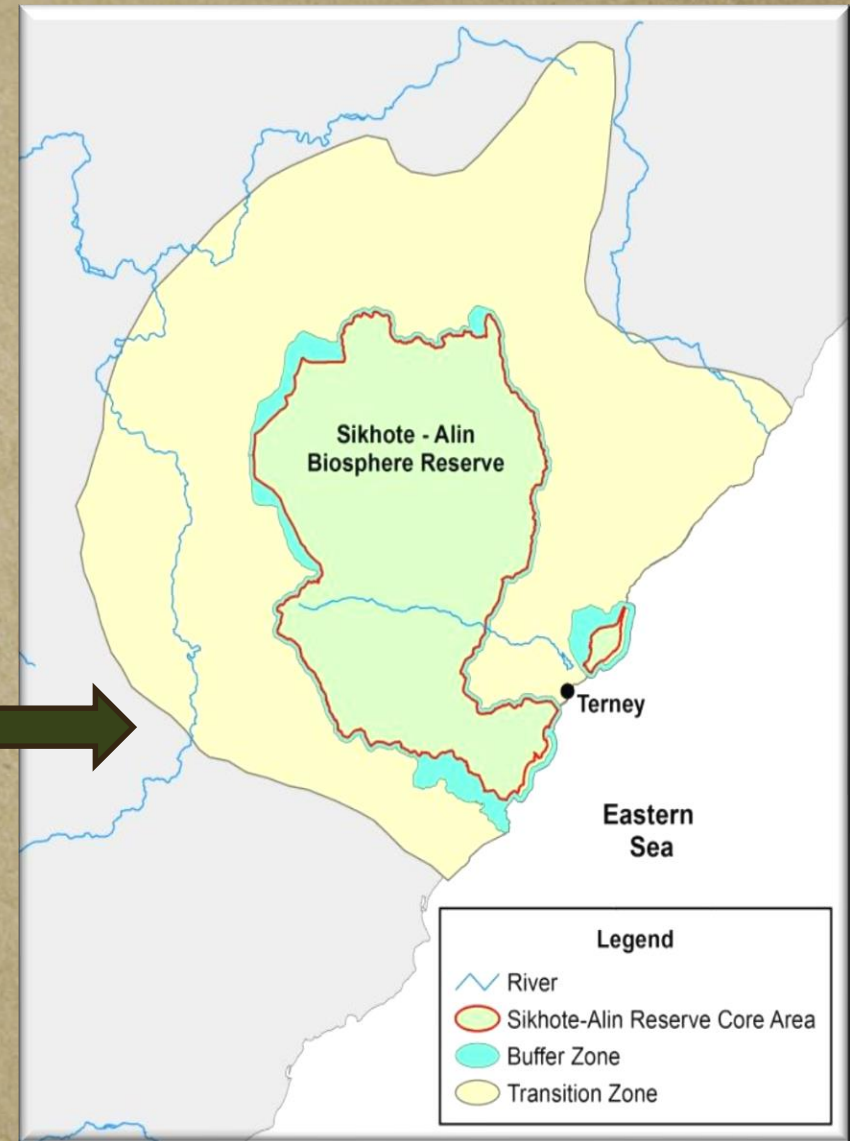 Sikhote - Alin
Biosphere Reserve
Terney
Eastern
Sea
Legend
River
Sikhote-Alin Reserve Core Area
Buffer Zone
Transition Zone